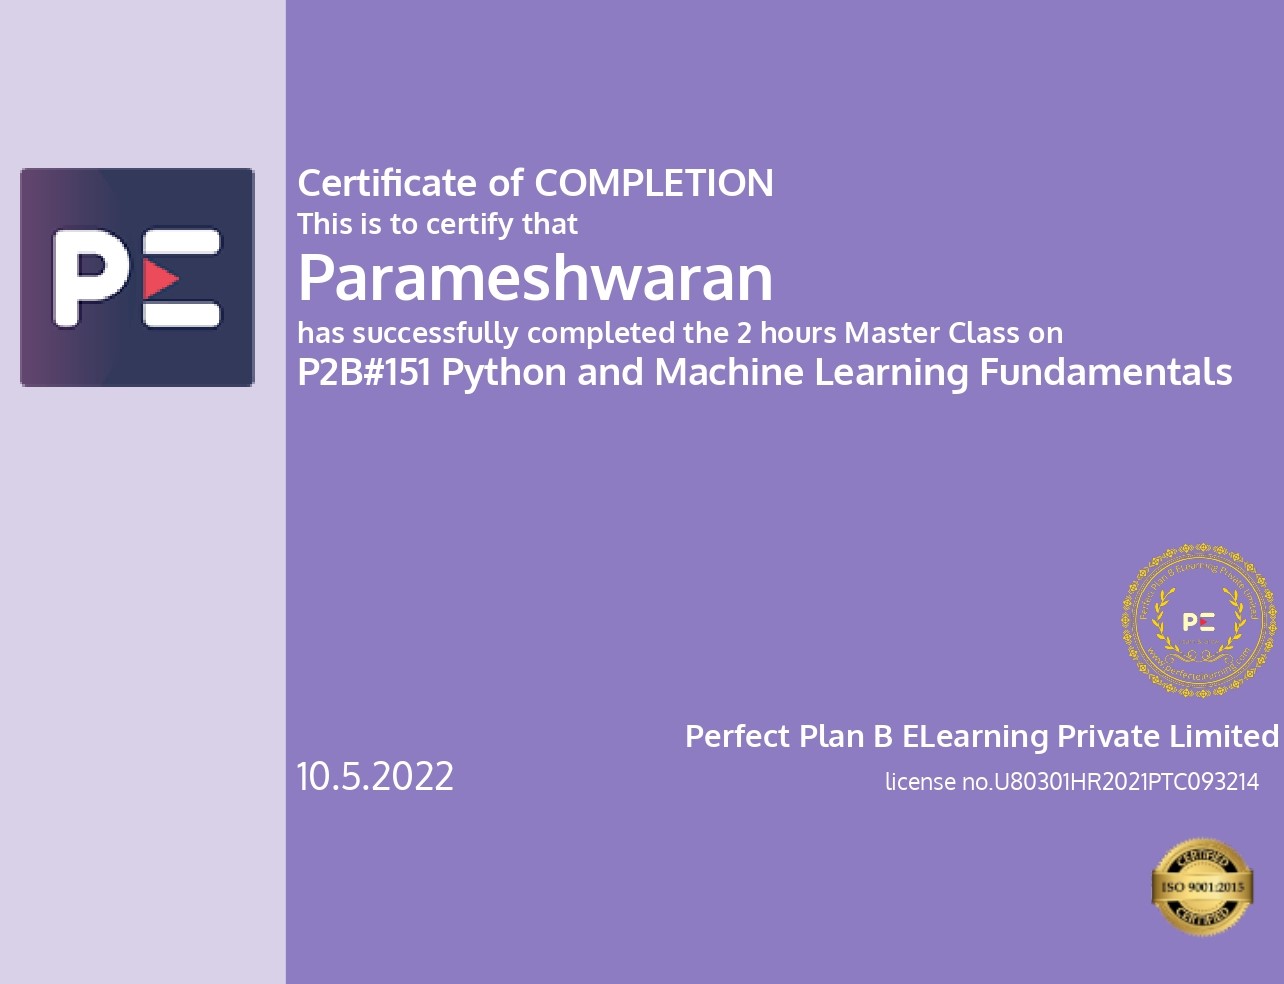 PE
Certificate of COMPLETION
This is to certify that
Parameshwaran
has successfully completed the 2 hours Master Class on
P2B#151 Python and Machine Learning Fundamentals
Perfect Plan B ELearning Private Limited
PE
www.perfectelearning.com
Perfect Plan B ELearning Private Limited
10.5.2022
license no.U80301HR2021PTC093214
CERTIFIED
ISO 9001:2015
CERTIFIED